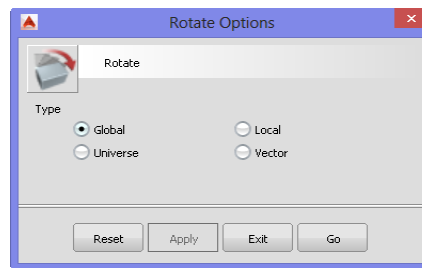 Rotate Options
Rotate
Type
Global Local
Universe Vector
Reset Apply Exit Go